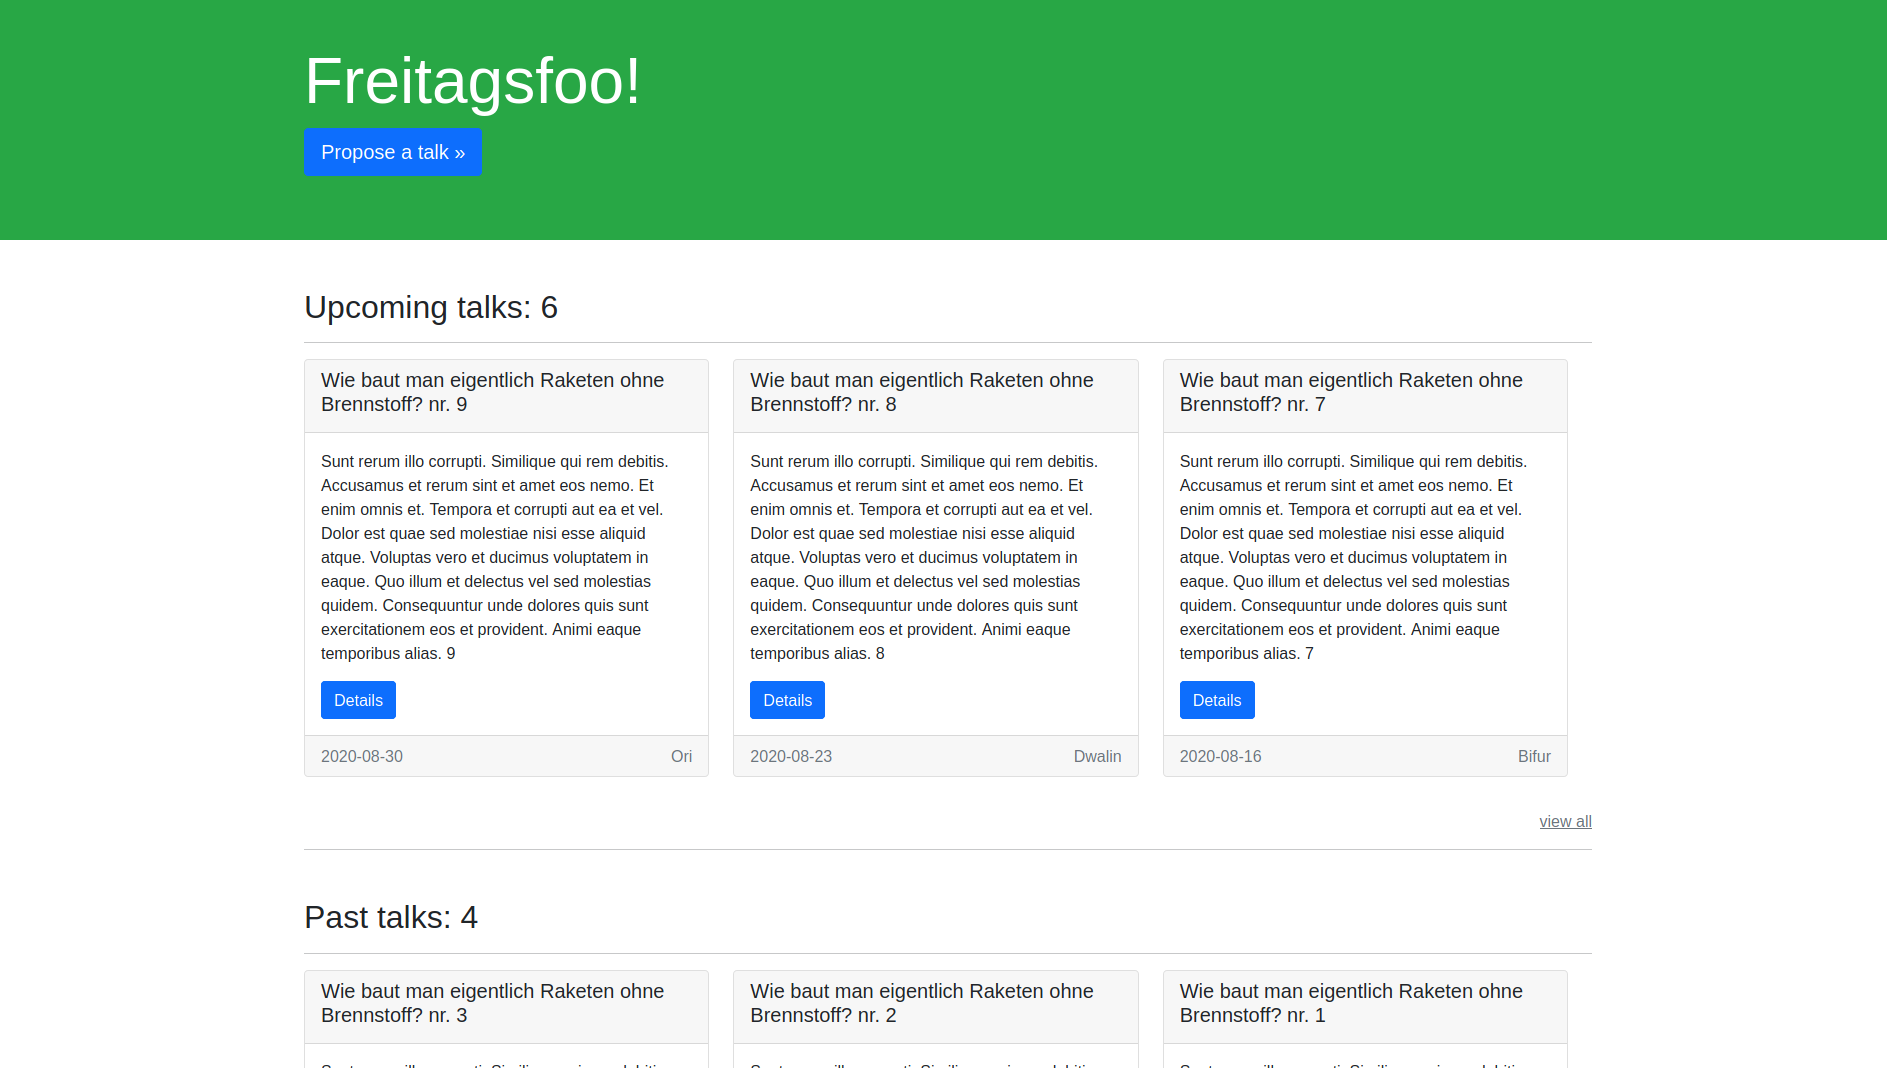 Freitagsfoo!
Propose a talk »
Upcoming talks: 6
Wie baut man eigentlich Raketen ohne
Brennstoff? nr. 9
Sunt rerum illo corrupti. Similique qui rem debitis.
Accusamus et rerum sint et amet eos nemo. Et
enim omnis et. Tempora et corrupti aut ea et vel.
Dolor est quae sed molestiae nisi esse aliquid
atque. Voluptas vero et ducimus voluptatem in
eaque. Quo illum et delectus vel sed molestias
quidem. Consequuntur unde dolores quis sunt
exercitationem eos et provident. Animi eaque
temporibus alias. 9
Details
2020-08-30 Ori
Wie baut man eigentlich Raketen ohne
Brennstoff? nr. 8
Sunt rerum illo corrupti. Similique qui rem debitis.
Accusamus et rerum sint et amet eos nemo. Et
enim omnis et. Tempora et corrupti aut ea et vel.
Dolor est quae sed molestiae nisi esse aliquid
atque. Voluptas vero et ducimus voluptatem in
eaque. Quo illum et delectus vel sed molestias
quidem. Consequuntur unde dolores quis sunt
exercitationem eos et provident. Animi eaque
temporibus alias. 8
Details
2020-08-23 Dwalin
Wie baut man eigentlich Raketen ohne
Brennstoff? nr. 7
Sunt rerum illo corrupti. Similique qui rem debitis.
Accusamus et rerum sint et amet eos nemo. Et
enim omnis et. Tempora et corrupti aut ea et vel.
Dolor est quae sed molestiae nisi esse aliquid
atque. Voluptas vero et ducimus voluptatem in
eaque. Quo illum et delectus vel sed molestias
quidem. Consequuntur unde dolores quis sunt
exercitationem eos et provident. Animi eaque
temporibus alias. 7
Details
2020-08-16 Bifur
view all
Past talks: 4
Wie baut man eigentlich Raketen ohne
Brennstoff? nr. 3
Wie baut man eigentlich Raketen ohne
Brennstoff? nr. 2
Wie baut man eigentlich Raketen ohne
Brennstoff? nr. 1